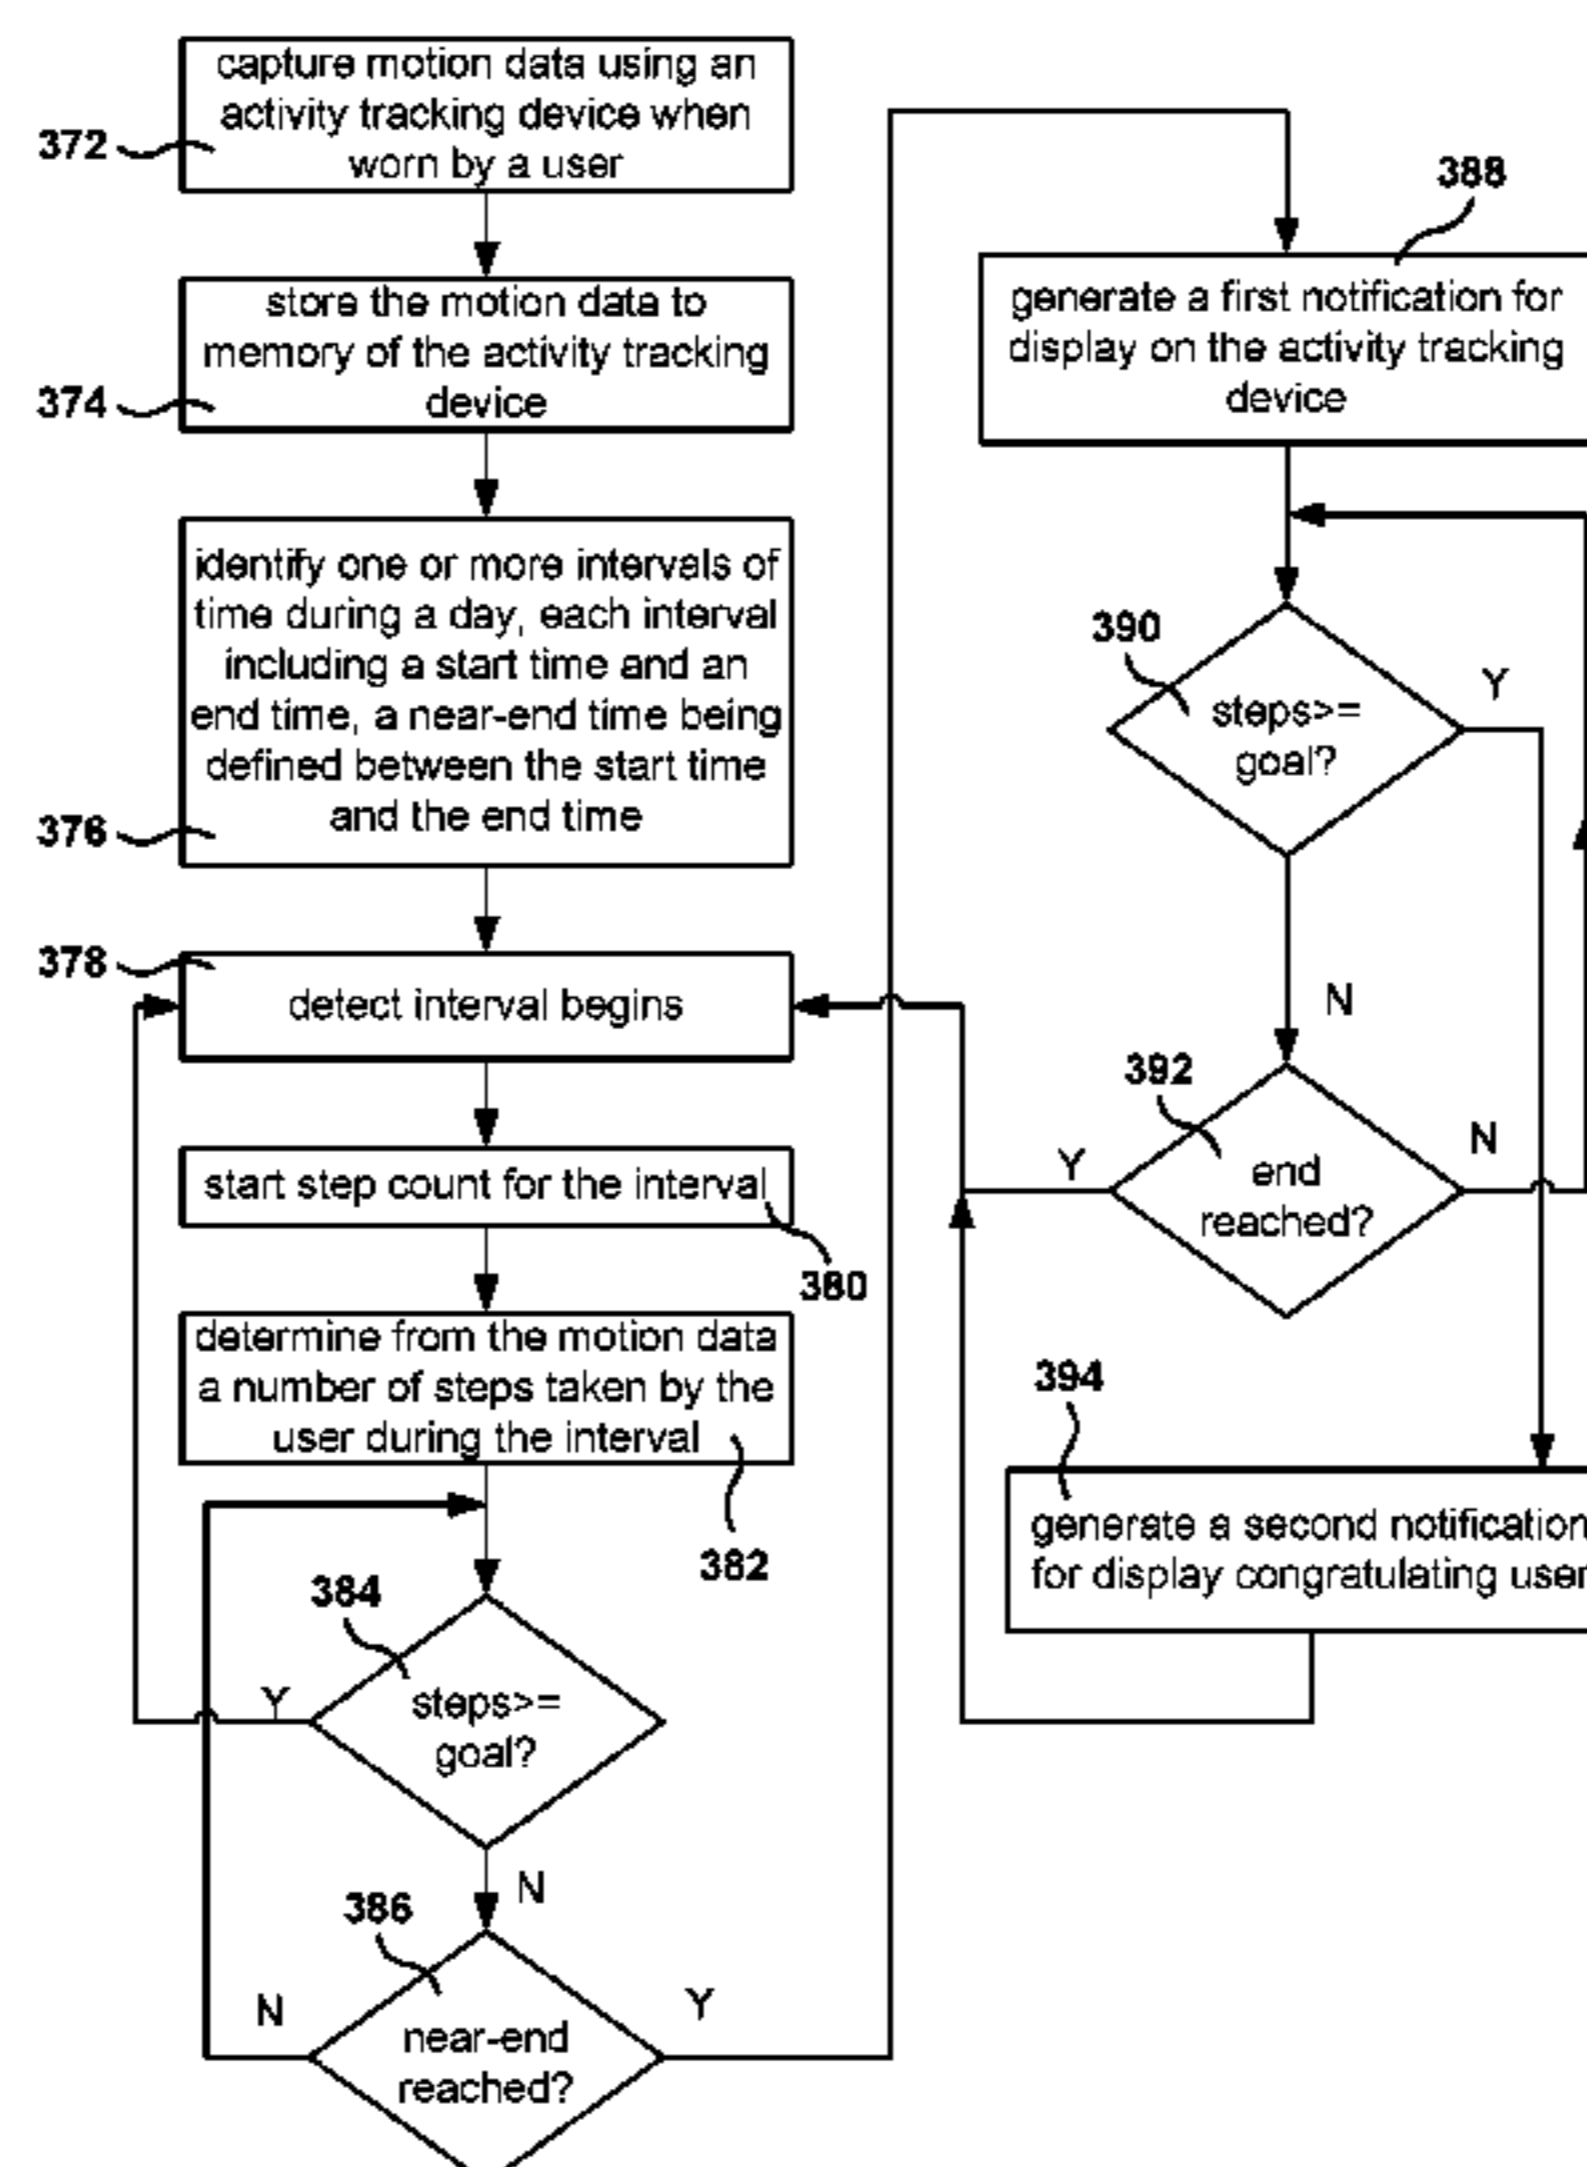 capture motion data using an
activity tracking device when
worn by a user
372
store the motion data to
memory of the activity tracking
device
374
identify one or more intervals of
time during a day, each interval
including a start time and an
end time, a near-end time being
defined between the start time
and the end time
376
378
detect interval begins
start step count for the interval
380
determine from the motion data
a number of steps taken by the
user during the interval
382
384
steps>=
goal?
Y
N
386
near-end
reached?
N
Y
388
generate a first notification for
display on the activity tracking
device
390
steps>=
goal?
Y
N
392
end
reached?
Y
N
394
generate a second notification
for display congratulating user